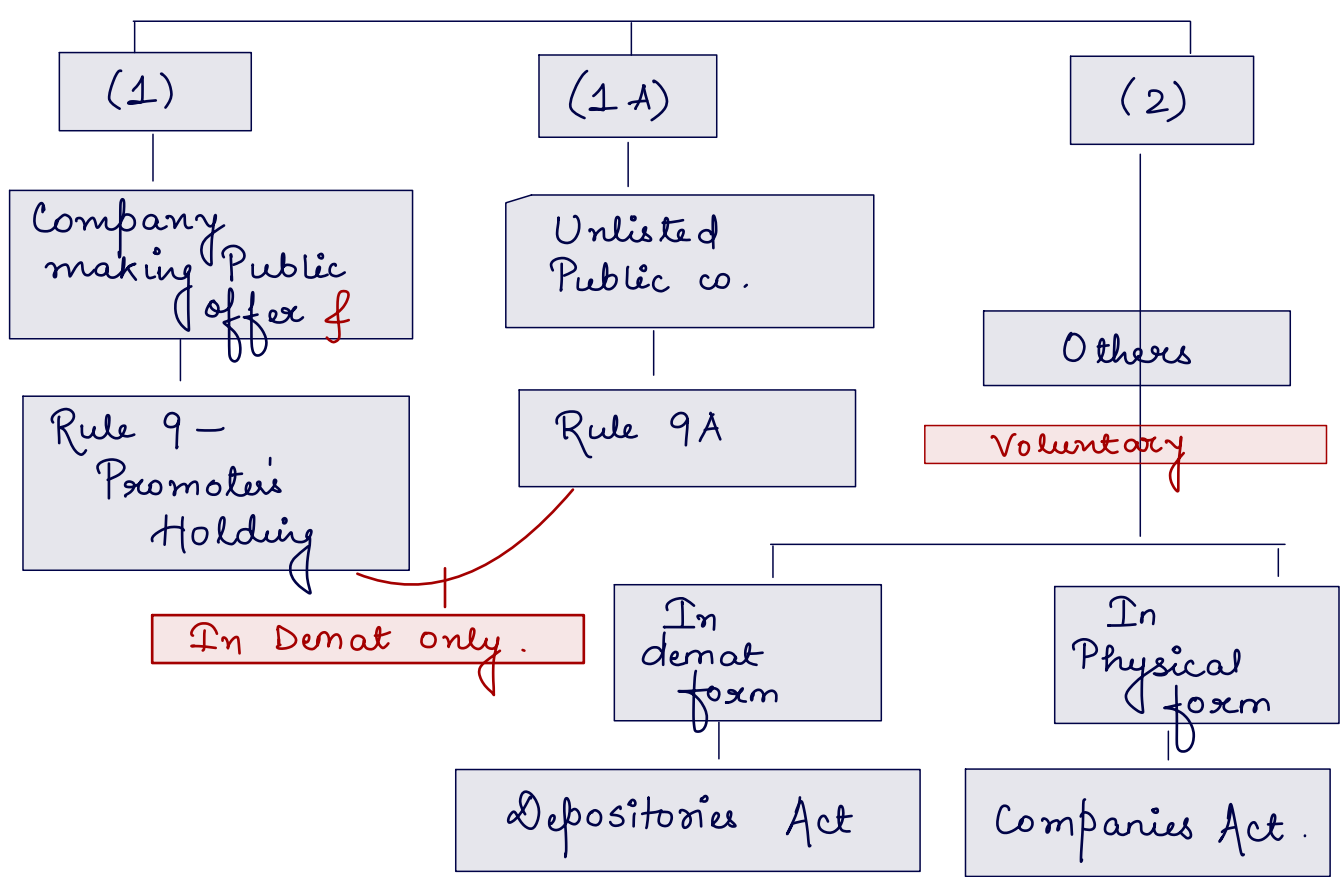 (1)
(1 A)
(2)
Company
making Public
offer f
Unlisted
Public co.
Others
Rule 9 –
Promoter's
Holding
Rule 9A
Voluntary
In Demat only.
In
demat
form
In
Physical
form
Depositories Act
Companies Act.